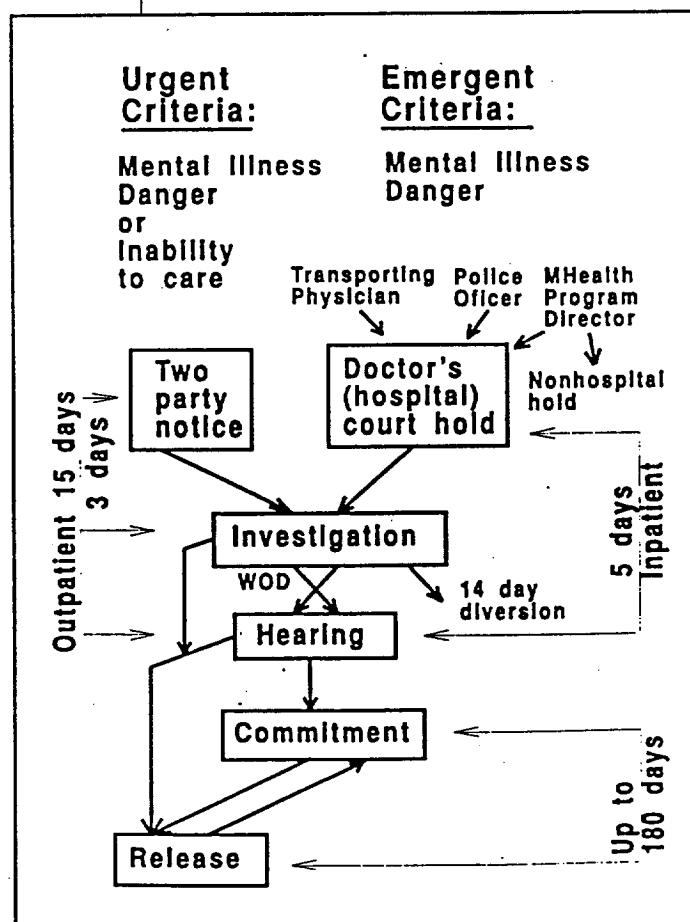 Urgent
Criteria:
Mental Illness
Danger
or
Inability
to care
Emergent
Criteria:
Mental Illness
Danger
Transporting
Physician
Police
Oficer
MHealth
Program
Director
Nonhospital
hold
Two
party
notice
Doctor's
(hospital)
court hold
Outpatient 15 days
3 days
5 days
Inpatient
Investigation
WOD
14 day
diversion
Hearing
Commitment
Up to
180 days
Release